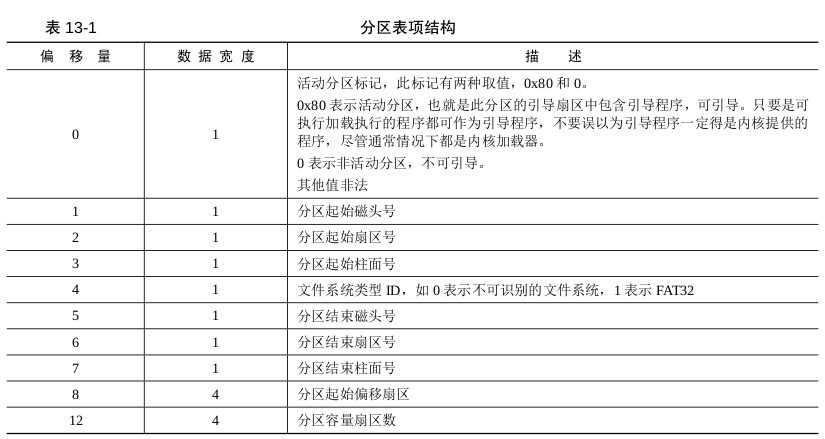 表 13-1 分区表项结构
偏 移 量 数 据 宽 度 描 述
活动分区标记，此标记有两种取值，0x80 和 0。
0x80 表示活动分区，也就是此分区的引导扇区中包含引导程序，可引导。只要是可
执行加载执行的程序都可作为引导程序，不要误以为引导程序一定得是内核提供的
程序，尽管通常情况下都是内核加载器。
0 1
0 表示非活动分区，不可引导。
其他值非法
1 1 分区起始磁头号
2 1 分区起始扇区号
3 1 分区起始柱面号
4 1 文件系统类型 ID，如 0 表示不可识别的文件系统，1 表示 FAT32
5 1 分区结束磁头号
6 1 分区结束扇区号
7 1 分区结束柱面号
8 4 分区起始偏移扇区
12 4 分区容量扇区数